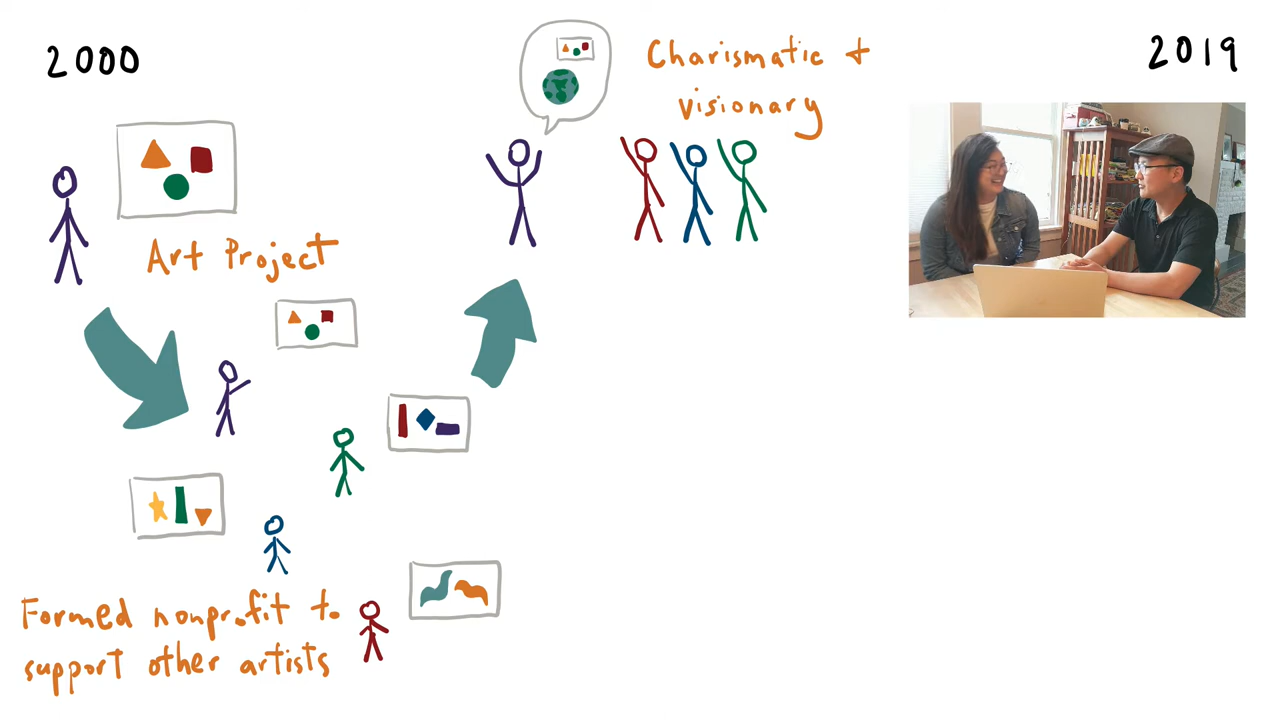 2000
Art Project
Formed nonprofit to
support other artists
Charismatic +
visionary
2019